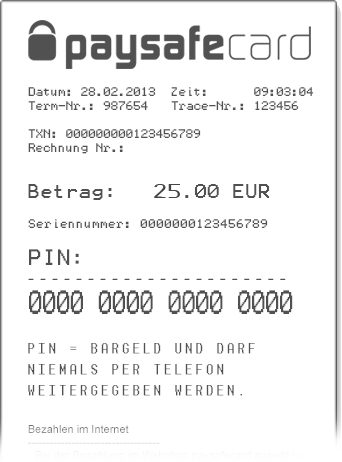 paysafecard
Datum: 28.02.2013 Zeit: 09:03:04
Term-Nr.: 987654 Trace-Nr.: 123456
TXN: 000000000123456789
Rechnung Nr.:
Betrag: 25.00 EUR
Seriennummer: 0000000123456789
PIN:
0000 0000 0000 0000
PIN = BARGELD UND DARF
NIEMALS PER TELEFON
WEITERGEGEBEN WERDEN.
Bezahlen im Internet